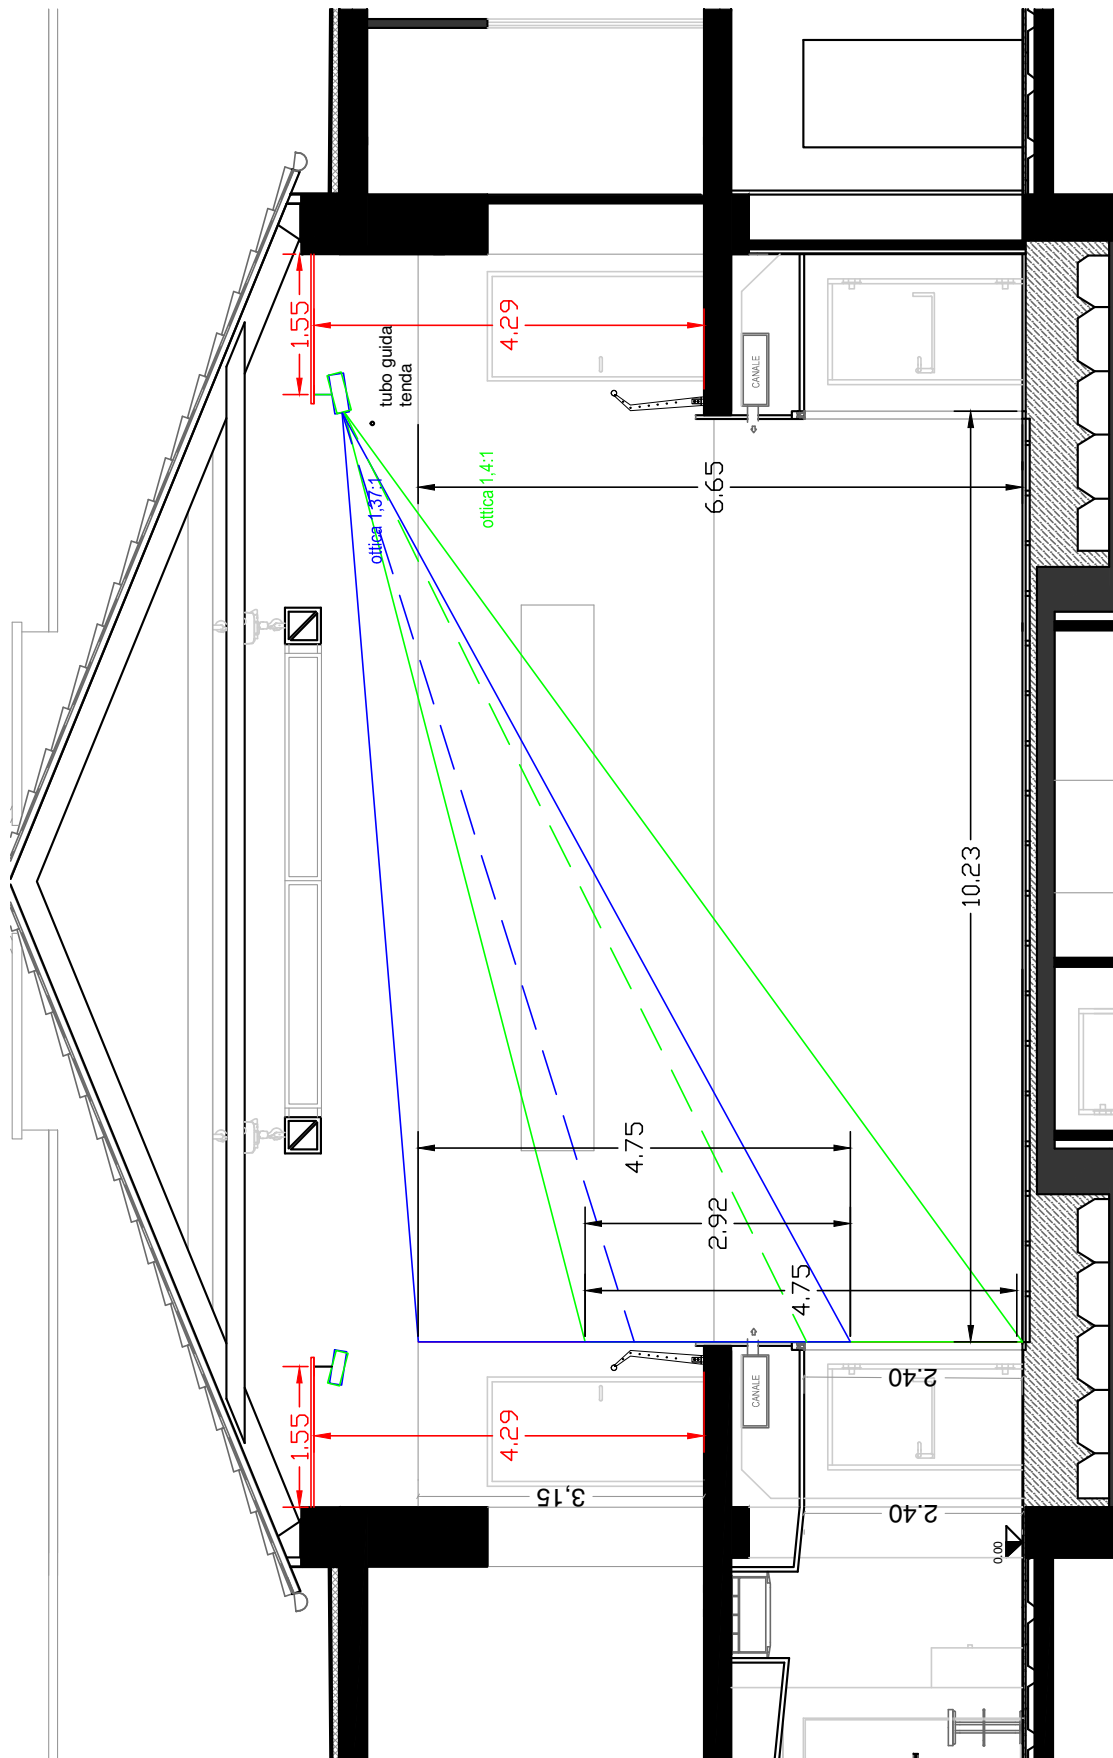 1.55
4.29
tubo guida
tenda
CANALE
ottica 1,37:1
ottica 1,4:1
6.65
10.23
4.75
2.92
4.75
1.55
4.29
CANALE
2.40
3,15
2.40
0.00